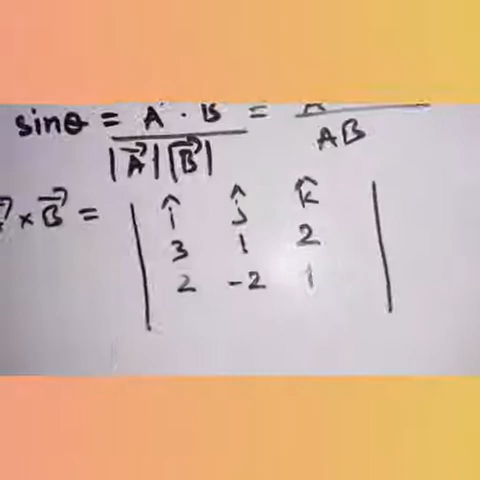 sinθ = A · B / |A⃗| |B⃗| = A / AB
× B⃗ = | î ĵ k̂ |
3 1 2
2 -2 1